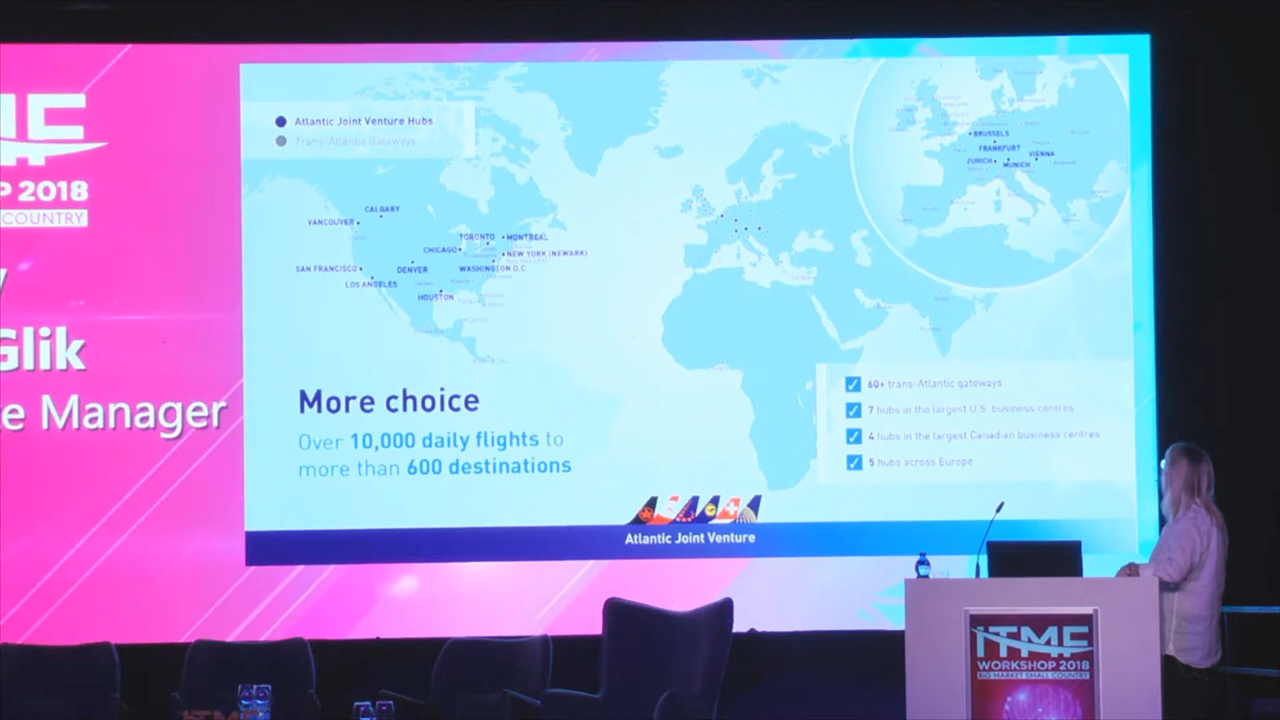 P 2018
COUNTRY
Glik
e Manager
Atlantic Joint Venture Hubs
Trans-Atlantic Gateways
CALGARY
VANCOUVER
TORONTO
MONTREAL
CHICAGO
NEW YORK (NEWARK)
SAN FRANCISCO
DENVER
WASHINGTON D.C.
LOS ANGELES
HOUSTON
BRUSSELS
FRANKFURT
VIENNA
ZURICH
MUNICH
More choice
Over 10,000 daily flights to
more than 600 destinations
60+ trans-Atlantic gateways
7 hubs in the largest U.S. business centres
4 hubs in the largest Canadian business centres
5 hubs across Europe
Atlantic Joint Venture
iTMF
WORKSHOP 2018
BIG MARKET SMALL COUNTRY